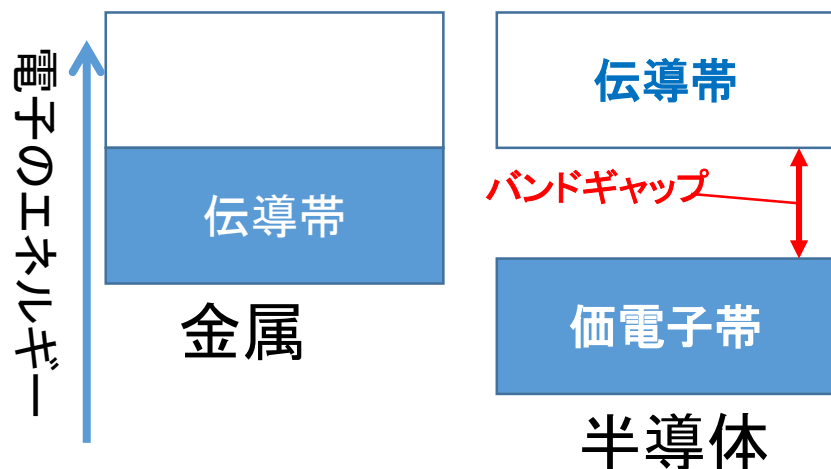 電子のエネルギー
伝導帯
金属
伝導帯
バンドギャップ
価電子帯
半導体